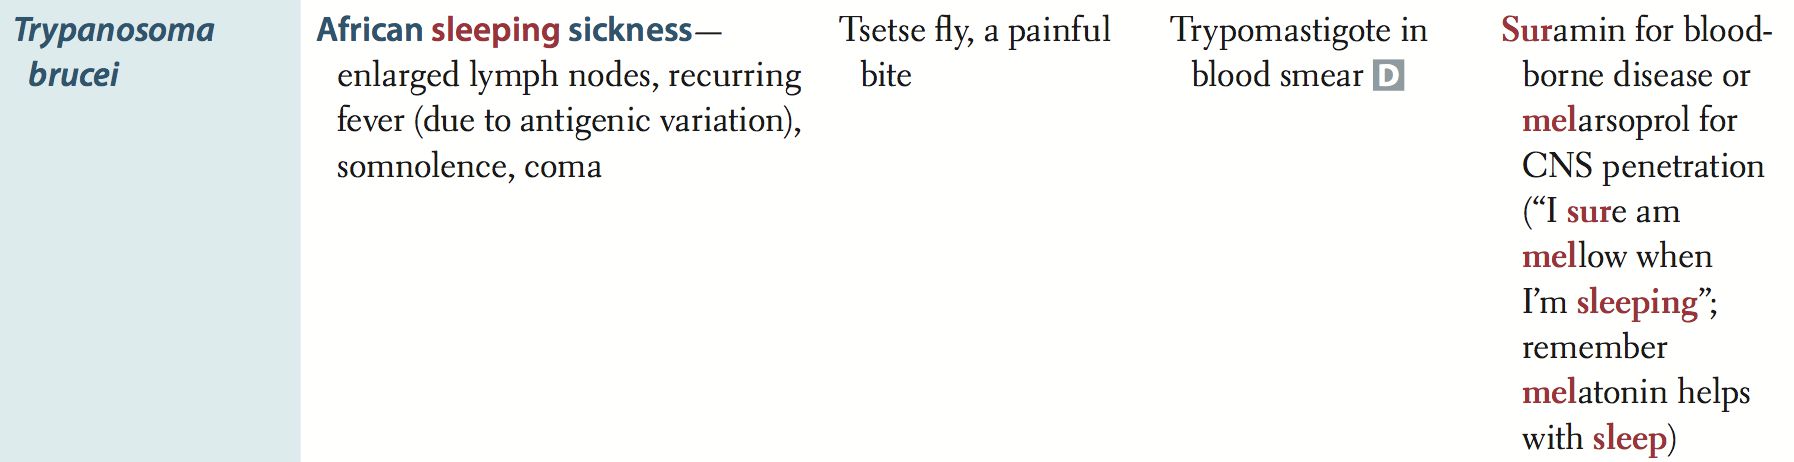 Trypanosoma
brucei
African sleeping sickness—
enlarged lymph nodes, recurring
fever (due to antigenic variation),
somnolence, coma
Tsetse fly, a painful
bite
Trypomastigote in
blood smear D
Suramin for blood-
borne disease or
melarsoprol for
CNS penetration
(“I sure am
mellow when
I’m sleeping”;
remember
melatonin helps
with sleep)